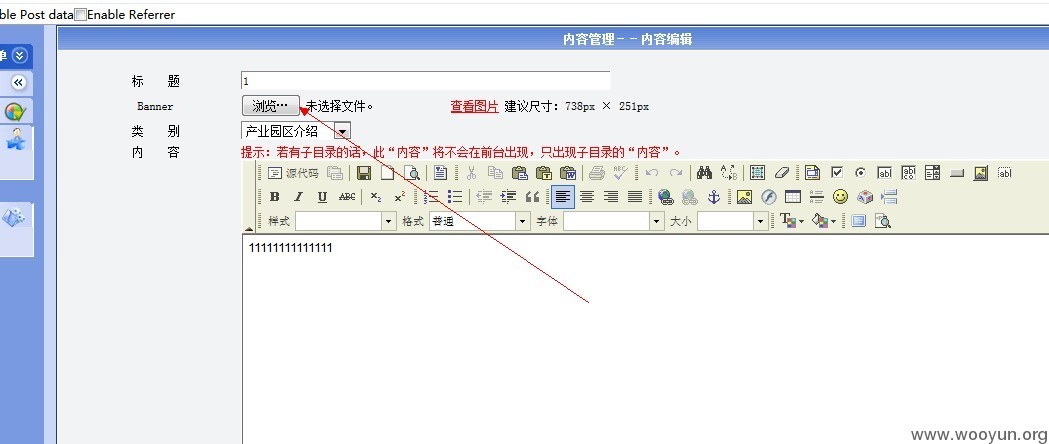 ble Post data Enable Referrer
内容管理－－内容编辑
单
标 题 1
Banner 浏览… 未选择文件。 查看图片 建议尺寸：738px × 251px
类 别 产业园区介绍
内 容 提示：若有子目录的话，此“内容”将不会在前台出现，只出现子目录的“内容”。
源代码
B I U ABC x₂ x²
样式 格式 普通 字体 大小
11111111111111
www.wooyun.org